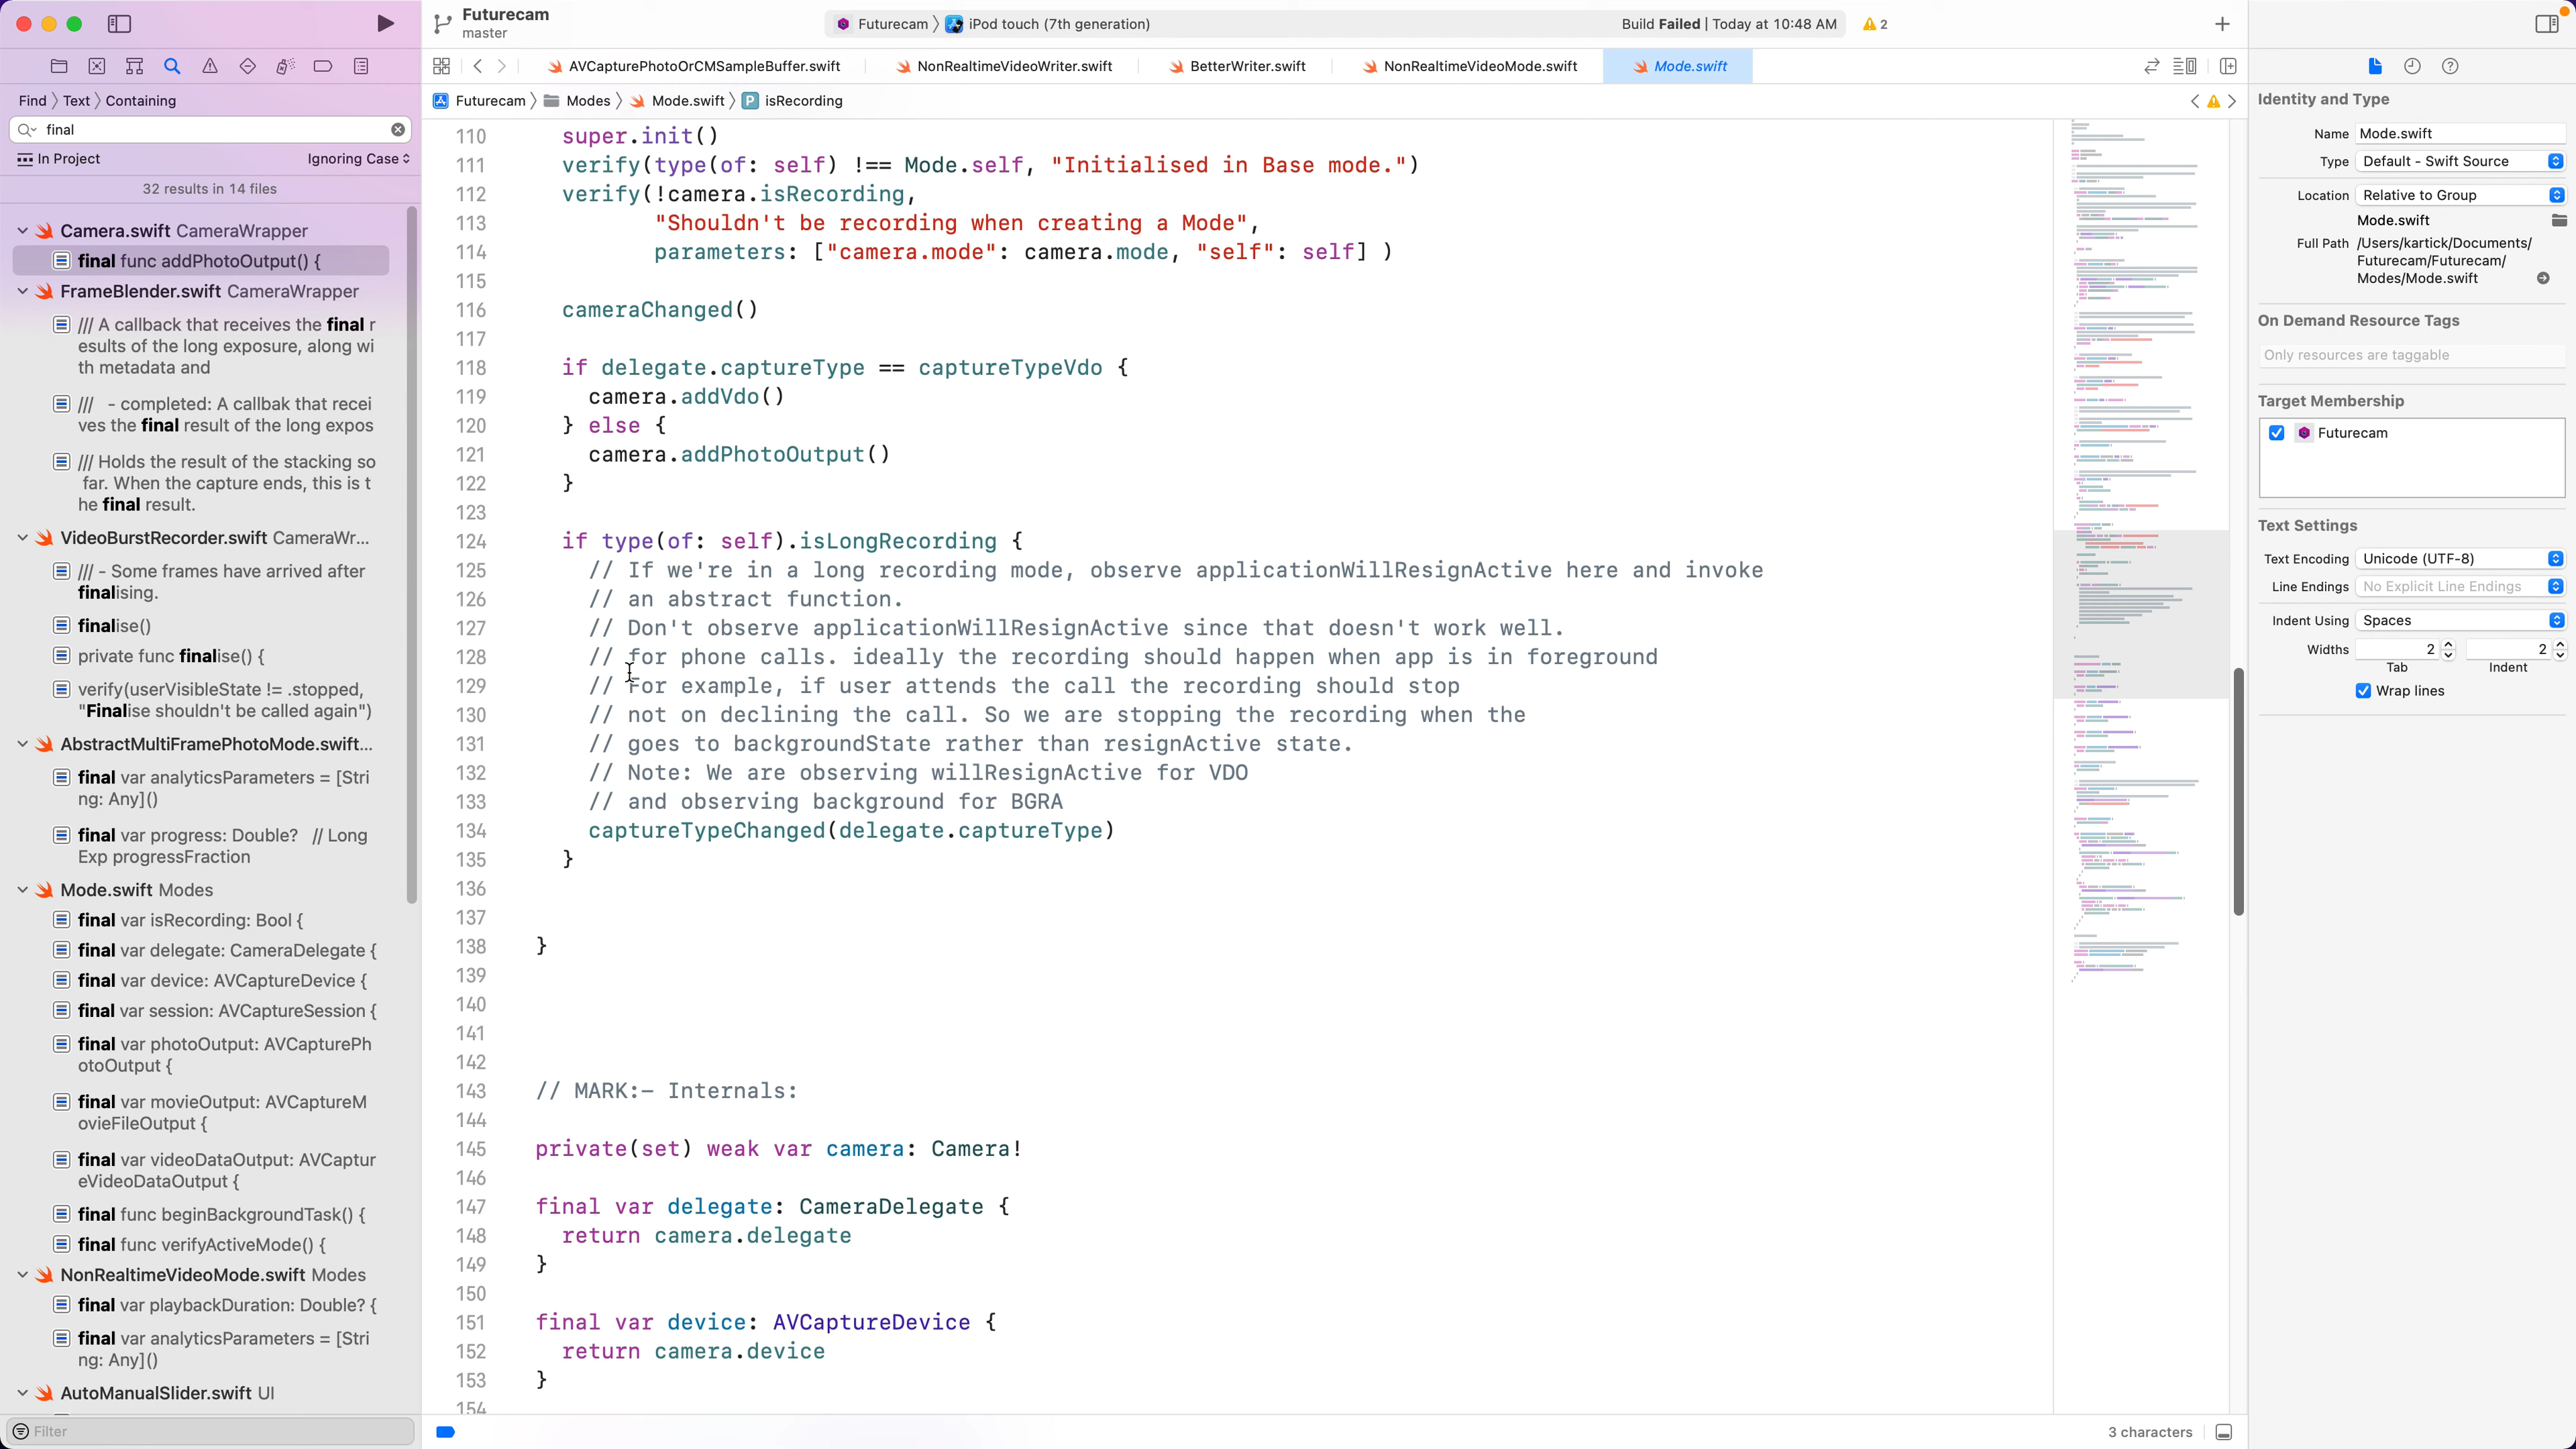 Futurecam
master
Futurecam 〉 iPod touch (7th generation)
Build Failed | Today at 10:48 AM
2
AVCapturePhotoOrCMSampleBuffer.swift
NonRealtimeVideoWriter.swift
BetterWriter.swift
NonRealtimeVideoMode.swift
Mode.swift
Find 〉 Text 〉 Containing
final
In Project
Ignoring Case
32 results in 14 files
Camera.swift CameraWrapper
final func addPhotoOutput() {
FrameBlender.swift CameraWrapper
/// A callback that receives the final r
esults of the long exposure, along wi
th metadata and
///   - completed: A callbak that recei
ves the final result of the long expos
/// Holds the result of the stacking so
far. When the capture ends, this is t
he final result.
VideoBurstRecorder.swift CameraWr...
/// - Some frames have arrived after
finalising.
finalise()
private func finalise() {
verify(userVisibleState != .stopped,
"Finalise shouldn't be called again")
AbstractMultiFramePhotoMode.swift...
final var analyticsParameters = [Stri
ng: Any]()
final var progress: Double?   // Long
Exp progressFraction
Mode.swift Modes
final var isRecording: Bool {
final var delegate: CameraDelegate {
final var device: AVCaptureDevice {
final var session: AVCaptureSession {
final var photoOutput: AVCapturePh
otoOutput {
final var movieOutput: AVCaptureM
ovieFileOutput {
final var videoDataOutput: AVCaptur
eVideoDataOutput {
final func beginBackgroundTask() {
final func verifyActiveMode() {
NonRealtimeVideoMode.swift Modes
final var playbackDuration: Double? {
final var analyticsParameters = [Stri
ng: Any]()
AutoManualSlider.swift UI
Filter
Futurecam 〉 Modes 〉 Mode.swift 〉 P isRecording
110 super.init()
111 verify(type(of: self) !== Mode.self, "Initialised in Base mode.")
112 verify(!camera.isRecording,
113 "Shouldn't be recording when creating a Mode",
114 parameters: ["camera.mode": camera.mode, "self": self] )
115
116 cameraChanged()
117
118 if delegate.captureType == captureTypeVdo {
119 camera.addVdo()
120 } else {
121 camera.addPhotoOutput()
122 }
123
124 if type(of: self).isLongRecording {
125 // If we're in a long recording mode, observe applicationWillResignActive here and invoke
126 // an abstract function.
127 // Don't observe applicationWillResignActive since that doesn't work well.
128 // for phone calls. ideally the recording should happen when app is in foreground
129 // For example, if user attends the call the recording should stop
130 // not on declining the call. So we are stopping the recording when the
131 // goes to backgroundState rather than resignActive state.
132 // Note: We are observing willResignActive for VDO
133 // and observing background for BGRA
134 captureTypeChanged(delegate.captureType)
135 }
136
137
138 }
139
140
141
142
143 // MARK:- Internals:
144
145 private(set) weak var camera: Camera!
146
147 final var delegate: CameraDelegate {
148 return camera.delegate
149 }
150
151 final var device: AVCaptureDevice {
152 return camera.device
153 }
154
3 characters
Identity and Type
Name Mode.swift
Type Default - Swift Source
Location Relative to Group
Mode.swift
Full Path /Users/kartick/Documents/
Futurecam/Futurecam/
Modes/Mode.swift
On Demand Resource Tags
Only resources are taggable
Target Membership
Futurecam
Text Settings
Text Encoding Unicode (UTF-8)
Line Endings No Explicit Line Endings
Indent Using Spaces
Widths 2 2
Tab Indent
Wrap lines